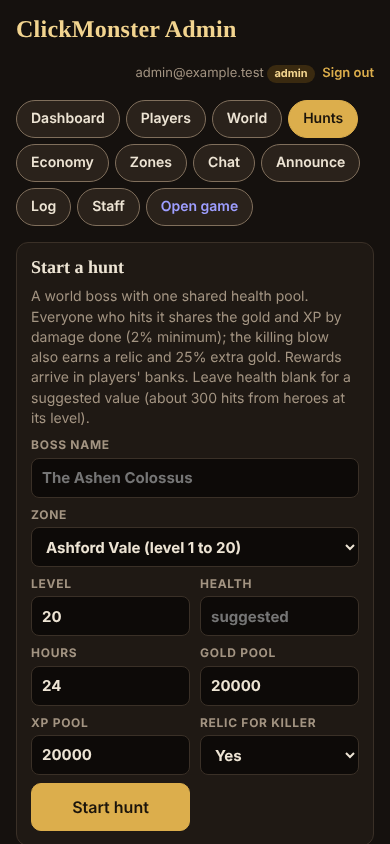 ClickMonster Admin
admin@example.test admin Sign out
Dashboard Players World Hunts
Economy Zones Chat Announce
Log Staff Open game
Start a hunt
A world boss with one shared health pool.
Everyone who hits it shares the gold and XP by
damage done (2% minimum); the killing blow
also earns a relic and 25% extra gold. Rewards
arrive in players' banks. Leave health blank for a
suggested value (about 300 hits from heroes at
its level).
BOSS NAME
The Ashen Colossus
ZONE
Ashford Vale (level 1 to 20)
LEVEL HEALTH
20 suggested
HOURS GOLD POOL
24 20000
XP POOL RELIC FOR KILLER
20000 Yes
Start hunt